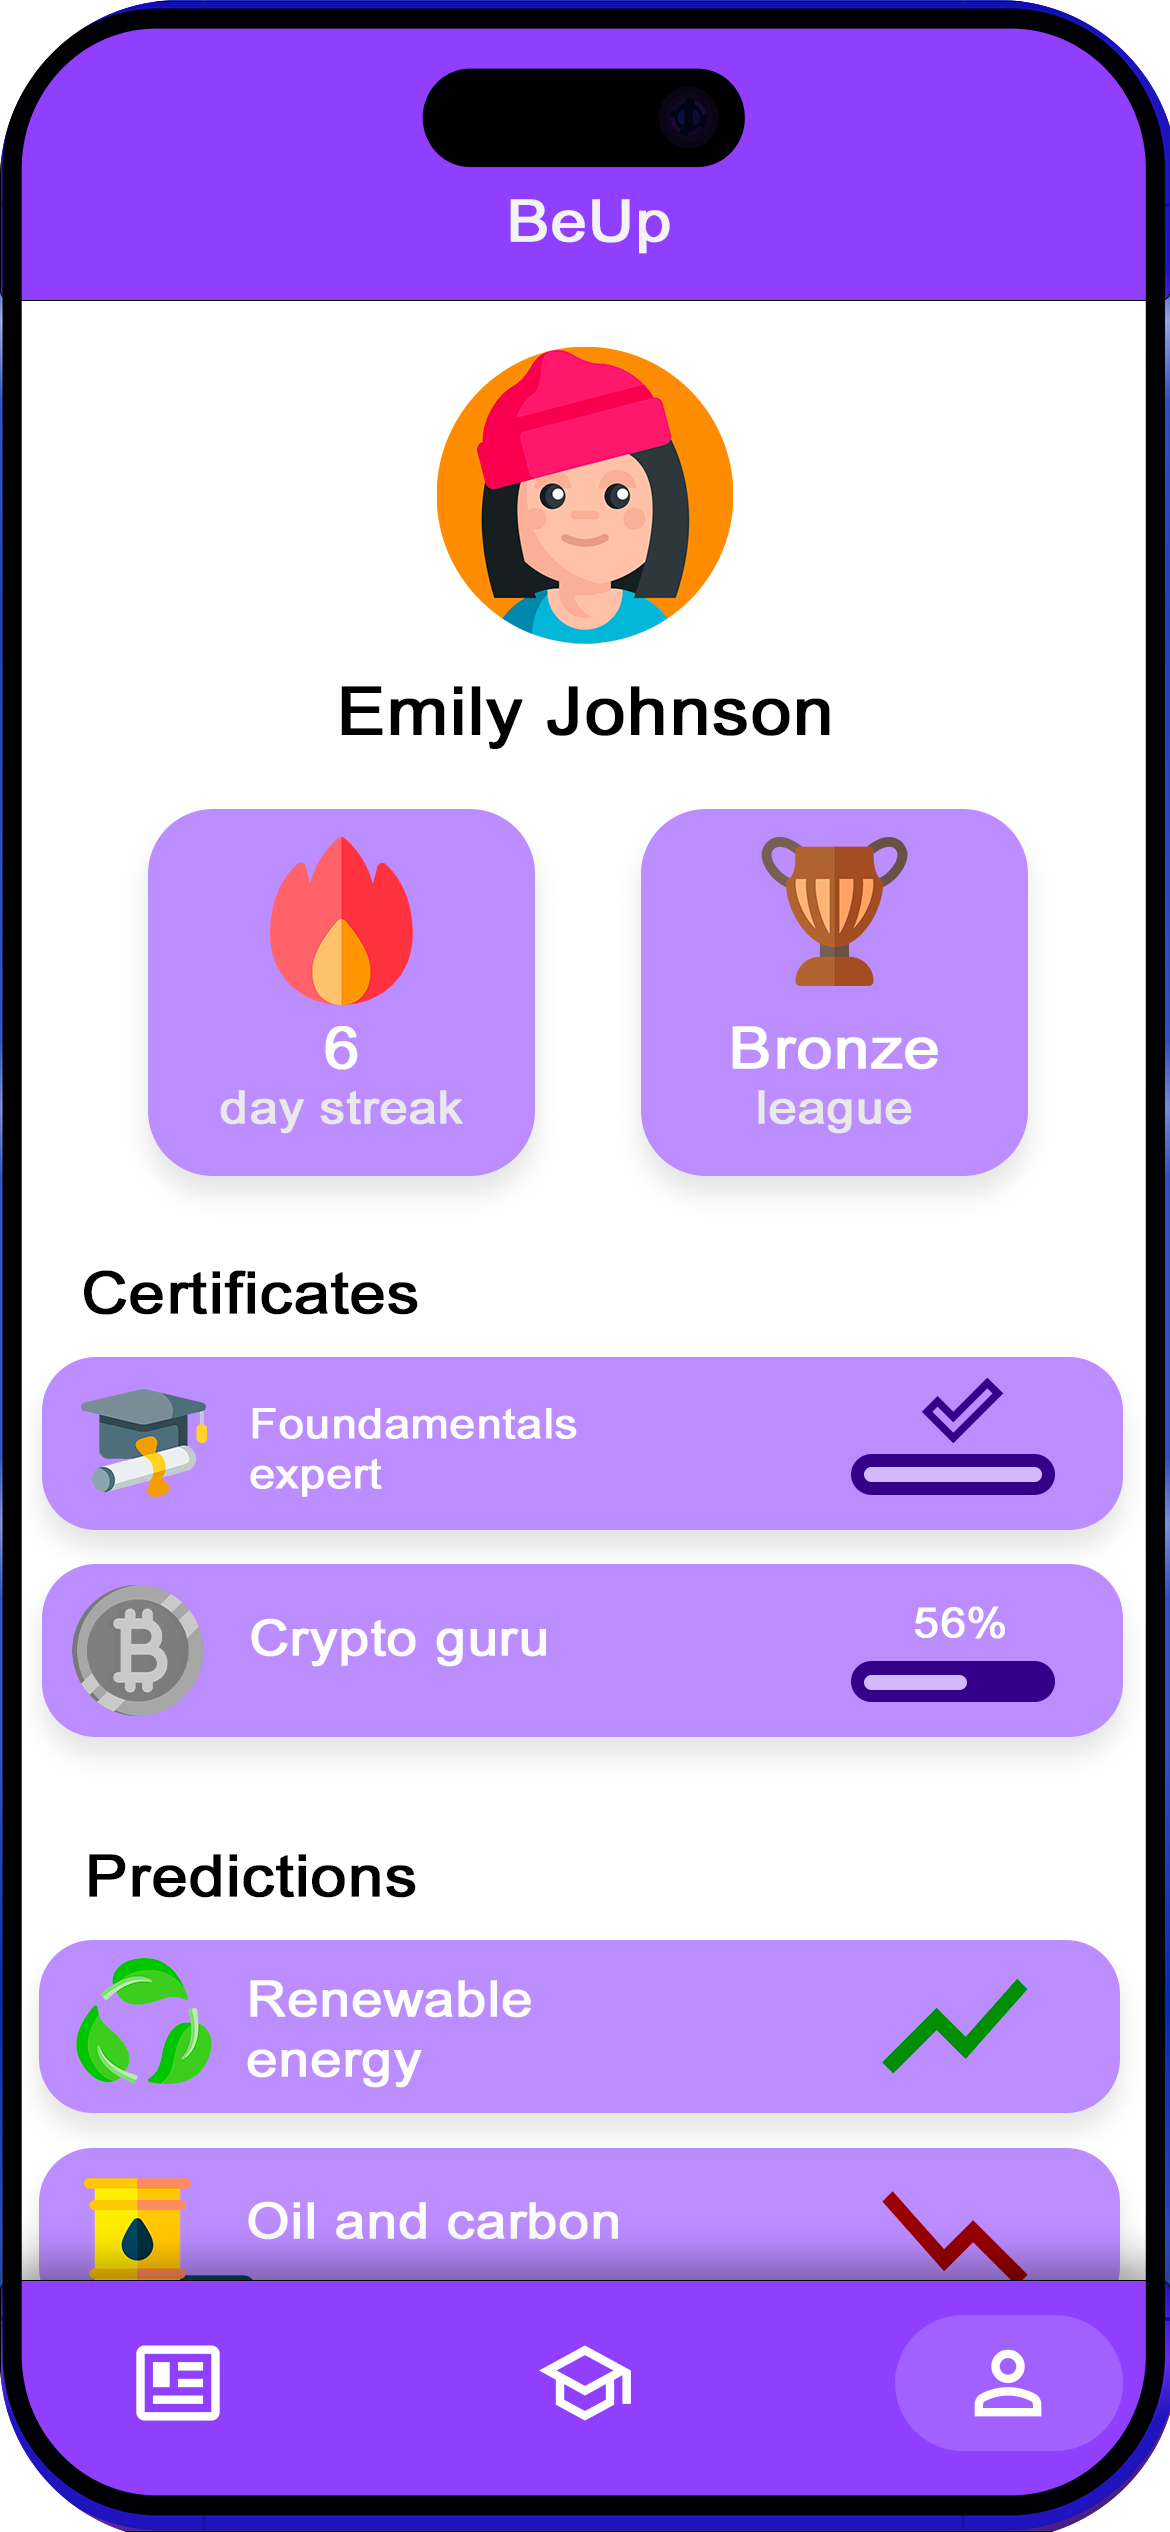 BeUp
Emily Johnson
6
day streak
Bronze
league
Certificates
Foundamentals
expert
Crypto guru
56%
Predictions
Renewable
energy
Oil and carbon